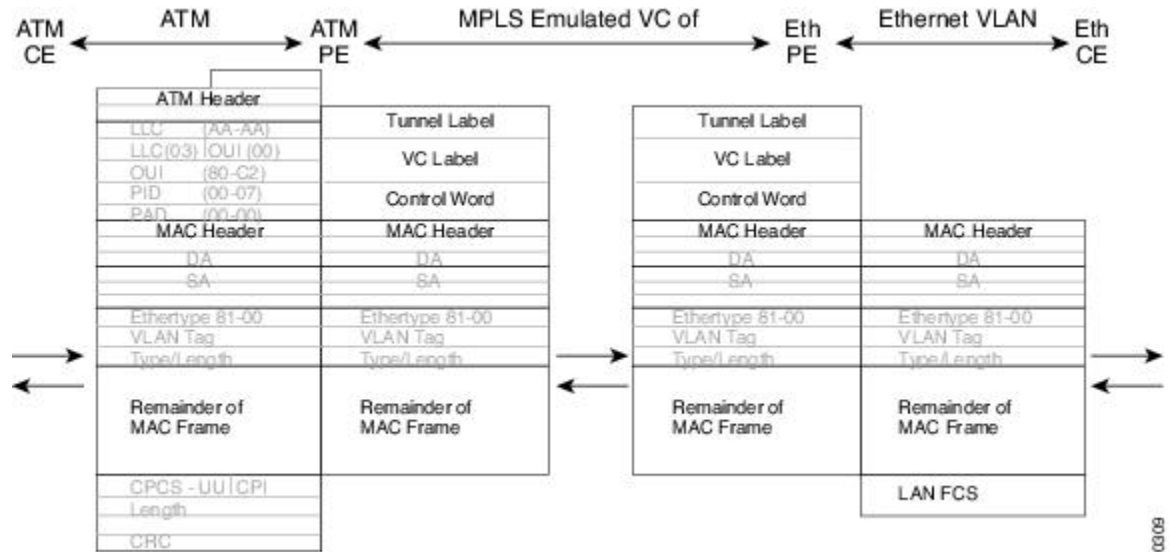 ATM CE
ATM
ATM PE
MPLS Emulated VC of
Eth PE
Ethernet VLAN
Eth CE
ATM Header
LLC (AA-AA)
LLC(03) OUI (00)
OUI (80-C2)
PID (00-07)
PAD (00-00)
MAC Header
DA
SA
Ethertype 81-00
VLAN Tag
Type/Length
Remainder of
MAC Frame
CPCS - UU CPI
Length
CRC
Tunnel Label
VC Label
Control Word
MAC Header
DA
SA
Ethertype 81-00
VLAN Tag
Type/Length
Remainder of
MAC Frame
Tunnel Label
VC Label
Control Word
MAC Header
DA
SA
Ethertype 81-00
VLAN Tag
Type/Length
Remainder of
MAC Frame
MAC Header
DA
SA
Ethertype 81-00
VLAN Tag
Type/Length
Remainder of
MAC Frame
LAN FCS
0309